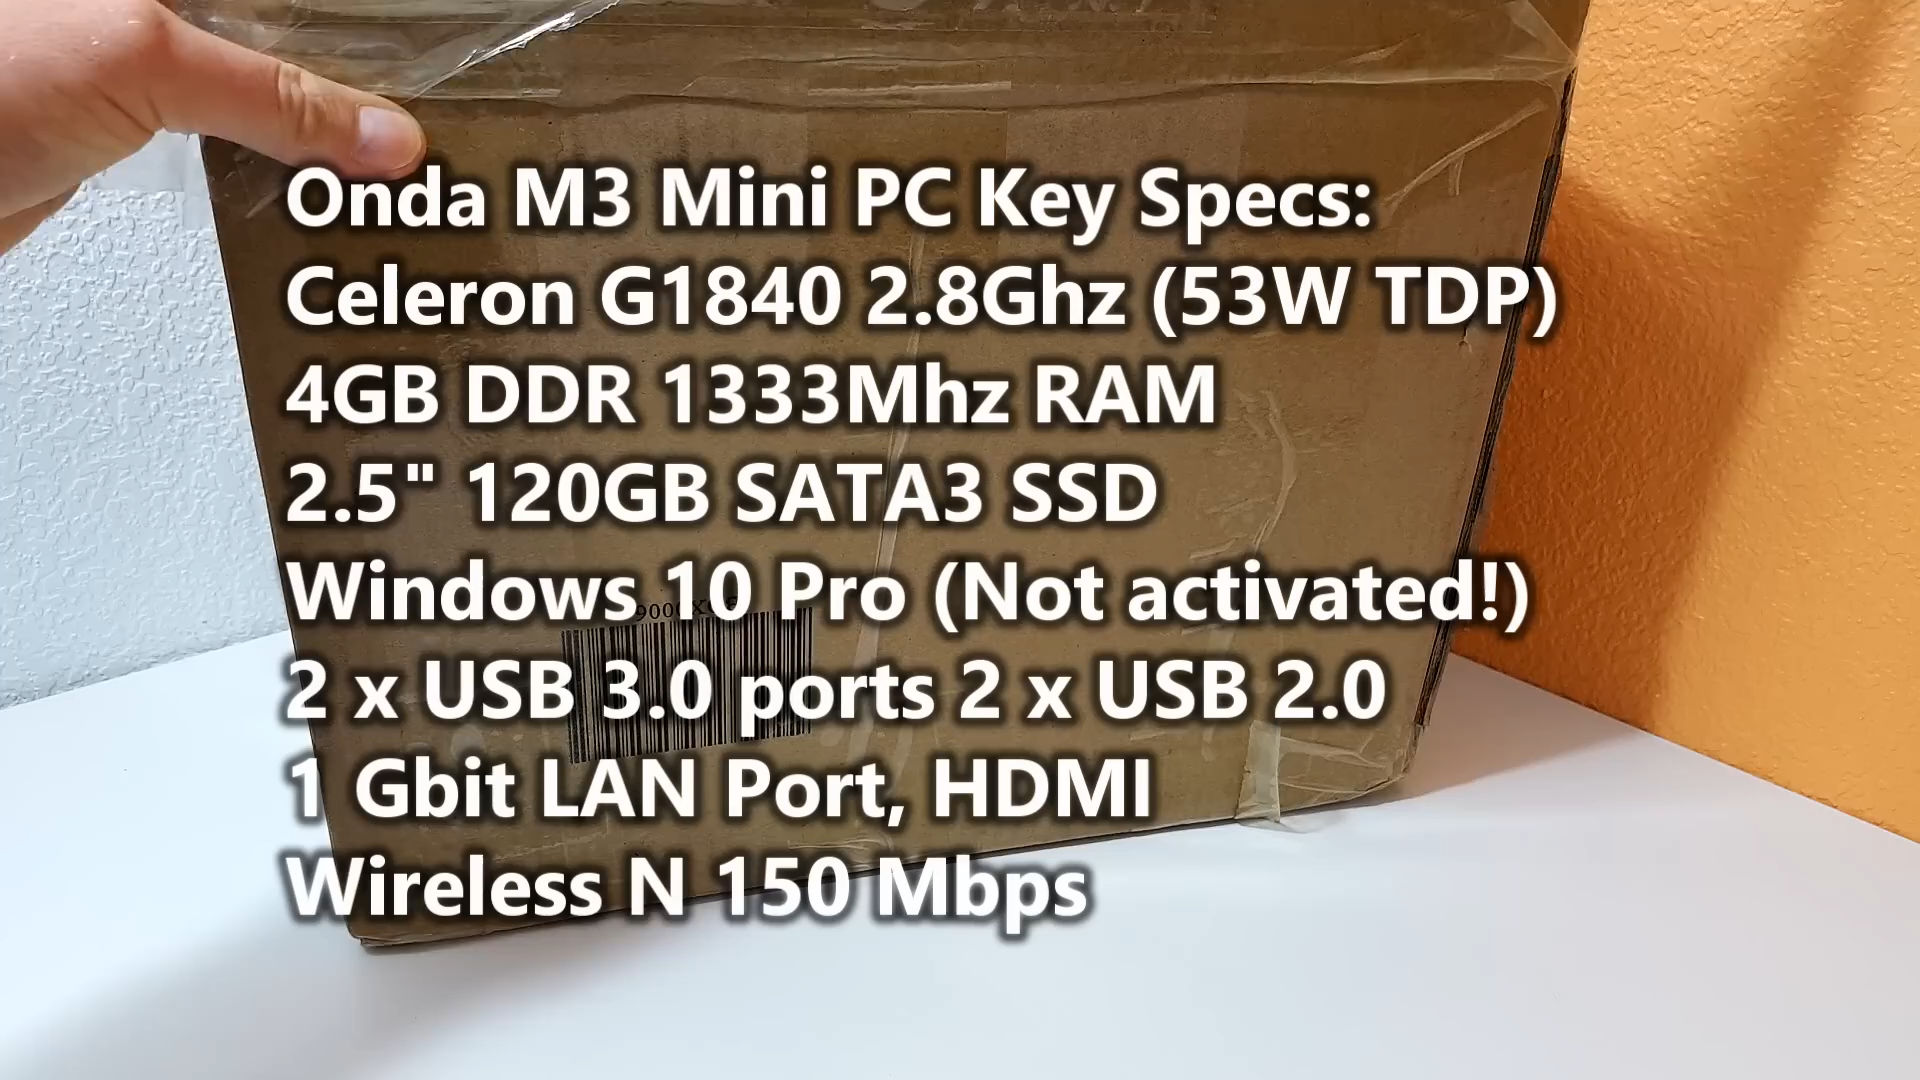 Onda M3 Mini PC Key Specs:
Celeron G1840 2.8Ghz (53W TDP)
4GB DDR 1333Mhz RAM
2.5" 120GB SATA3 SSD
Windows 10 Pro (Not activated!)
2 x USB 3.0 ports 2 x USB 2.0
1 Gbit LAN Port, HDMI
Wireless N 150 Mbps